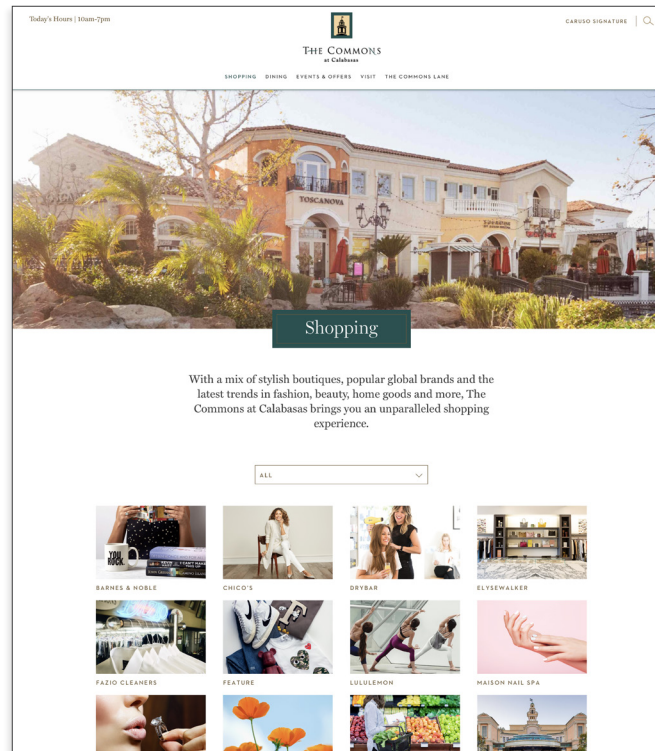 Today's Hours | 10am-7pm
CARUSO SIGNATURE
THE COMMONS
at Calabasas
SHOPPING DINING EVENTS & OFFERS VISIT THE COMMONS LANE
TOSCANOVA
Shopping
With a mix of stylish boutiques, popular global brands and the
latest trends in fashion, beauty, home goods and more, The
Commons at Calabasas brings you an unparalleled shopping
experience.
ALL
YOU
ROCK.
F
BARNES & NOBLE
CHICO'S
DRYBAR
ELYSEWALKER
FAZIO CLEANERS
FEATURE
LULULEMON
MAISON NAIL SPA